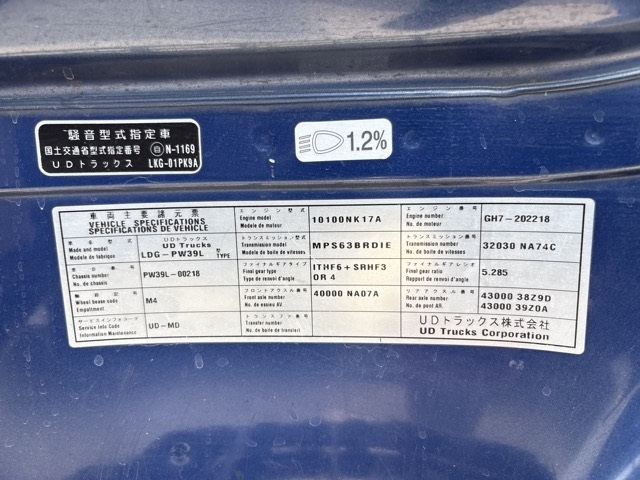 騒音型式指定車
国土交通省型式指定番号 自N-1169
UDトラックス LKG-01PK9A
1.2%
車両主要諸元票
VEHICLE SPECIFICATIONS
SPECIFICATIONS DE VEHICLE
Made and model
Modele de fabrique
UDトラックス
UD Trucks
LDG-PW39L
型式
TYPE
車台番号
Chassis number
No. de chassis
PW39L-00218
Wheel bease code
Empattment
M4
サービスインフォコード
Service Info Code
Information Maintenance
UD-MD
エンジン型式
Engine model
Modele de moteur
10100NK17A
トランスミッション型式
Transmission model
Modele de boite de vitesses
MPS63BRDIE
ファイナルギアタイプ
Final gear type
Type de renvoi d'angle
ITHF6+SRHF3
OR 4
フロントアクスル番号
Front axle number
No. de essieu AV
40000 NA07A
トランスファ番号
Transfer number
No. de boite de transfert
エンジン番号
Engine number
No. de moteur
GH7-202218
トランスミッション番号
Transmission number
No. de boite de vitesses
32030 NA74C
ファイナルギアレシオ
Final gear ratio
Rapport de renvoi d'angle
5.285
リヤアクスル番号
Rear axle number
No. de pont AR.
43000 38Z9D
43000 39Z0A
UDトラックス株式会社
UD Trucks Corporation